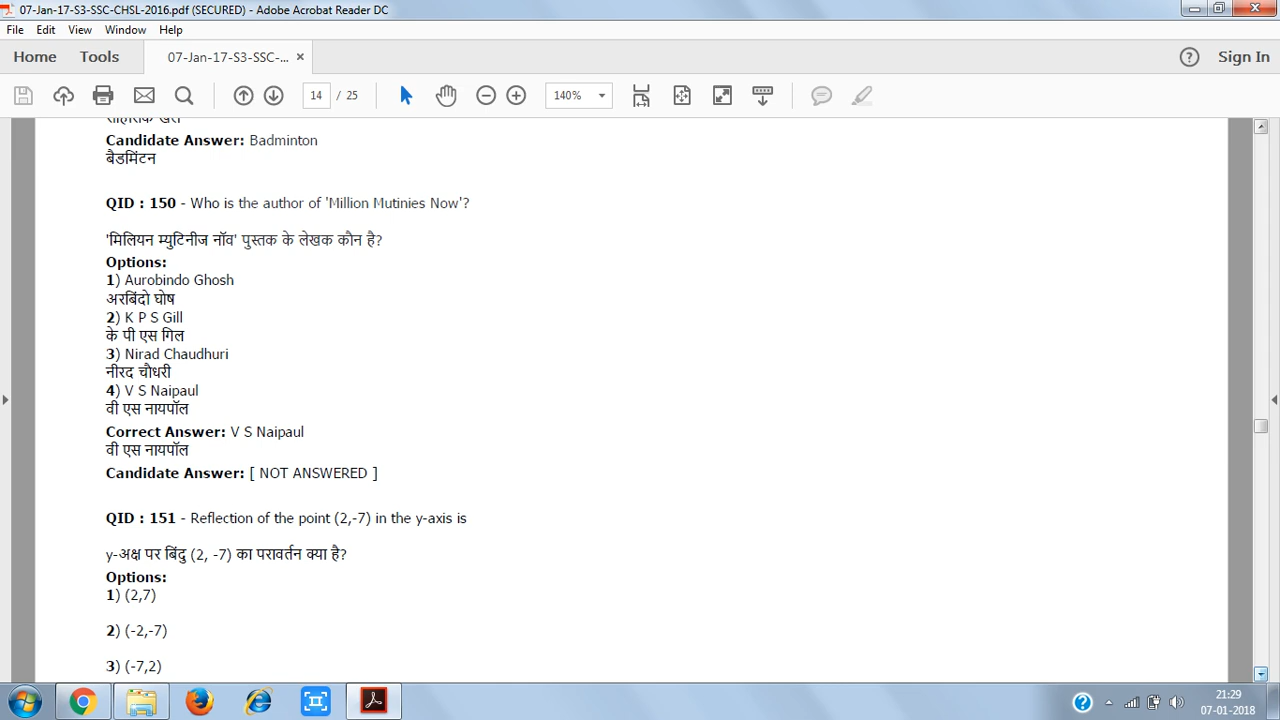 07-Jan-17-S3-SSC-CHSL-2016.pdf (SECURED) - Adobe Acrobat Reader DC
File Edit View Window Help
Home Tools 07-Jan-17-S3-SSC-... × Sign In
14 / 25 140%
Candidate Answer: Badminton
बैडमिंटन
QID : 150 - Who is the author of 'Million Mutinies Now'?
'मिलियन म्युटिनीज नॉव' पुस्तक के लेखक कौन है?
Options:
1) Aurobindo Ghosh
अरबिंदो घोष
2) K P S Gill
के पी एस गिल
3) Nirad Chaudhuri
नीरद चौधरी
4) V S Naipaul
वी एस नायपॉल
Correct Answer: V S Naipaul
वी एस नायपॉल
Candidate Answer: [ NOT ANSWERED ]
QID : 151 - Reflection of the point (2,-7) in the y-axis is
y-अक्ष पर बिंदु (2, -7) का परावर्तन क्या है?
Options:
1) (2,7)
2) (-2,-7)
3) (-7,2)
21:29
07-01-2018